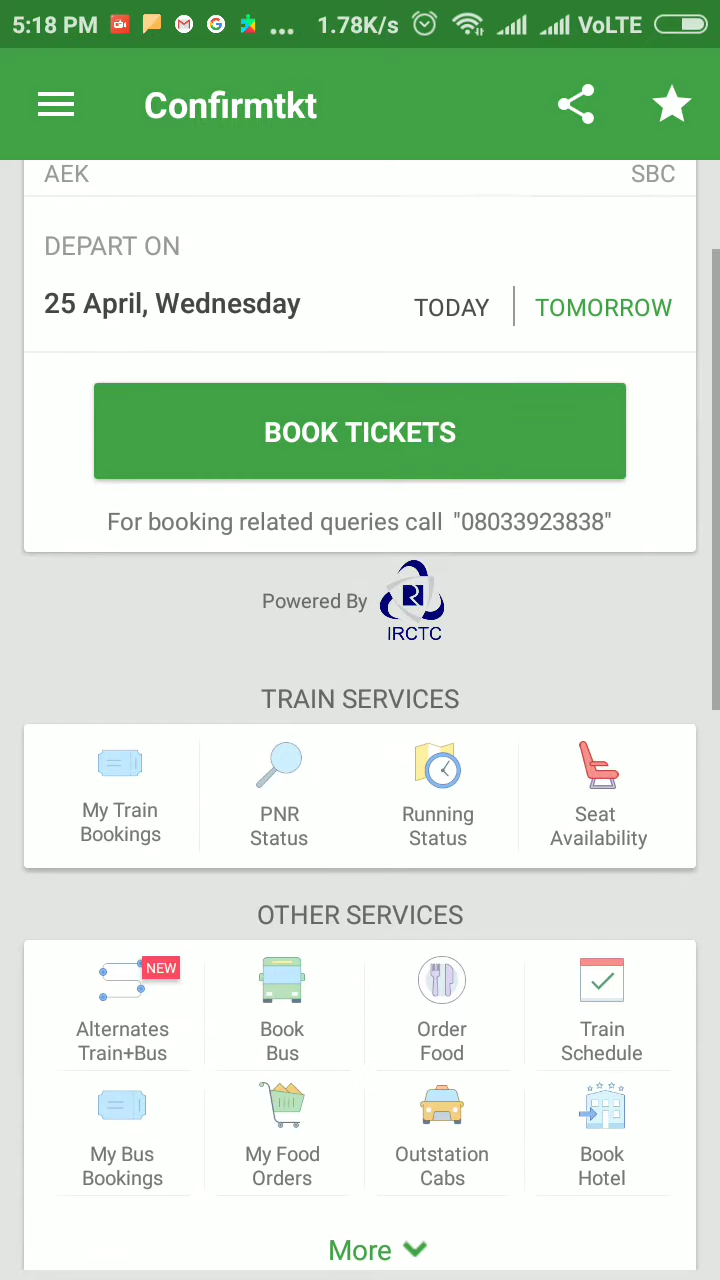 5:18 PM ... 1.78K/s VoLTE
Confirmtkt
AEK SBC
DEPART ON
25 April, Wednesday TODAY TOMORROW
BOOK TICKETS
For booking related queries call "08033923838"
Powered By
IRCTC
TRAIN SERVICES
My Train Bookings
PNR Status
Running Status
Seat Availability
OTHER SERVICES
NEW
Alternates Train+Bus
Book Bus
Order Food
Train Schedule
My Bus Bookings
My Food Orders
Outstation Cabs
Book Hotel
More